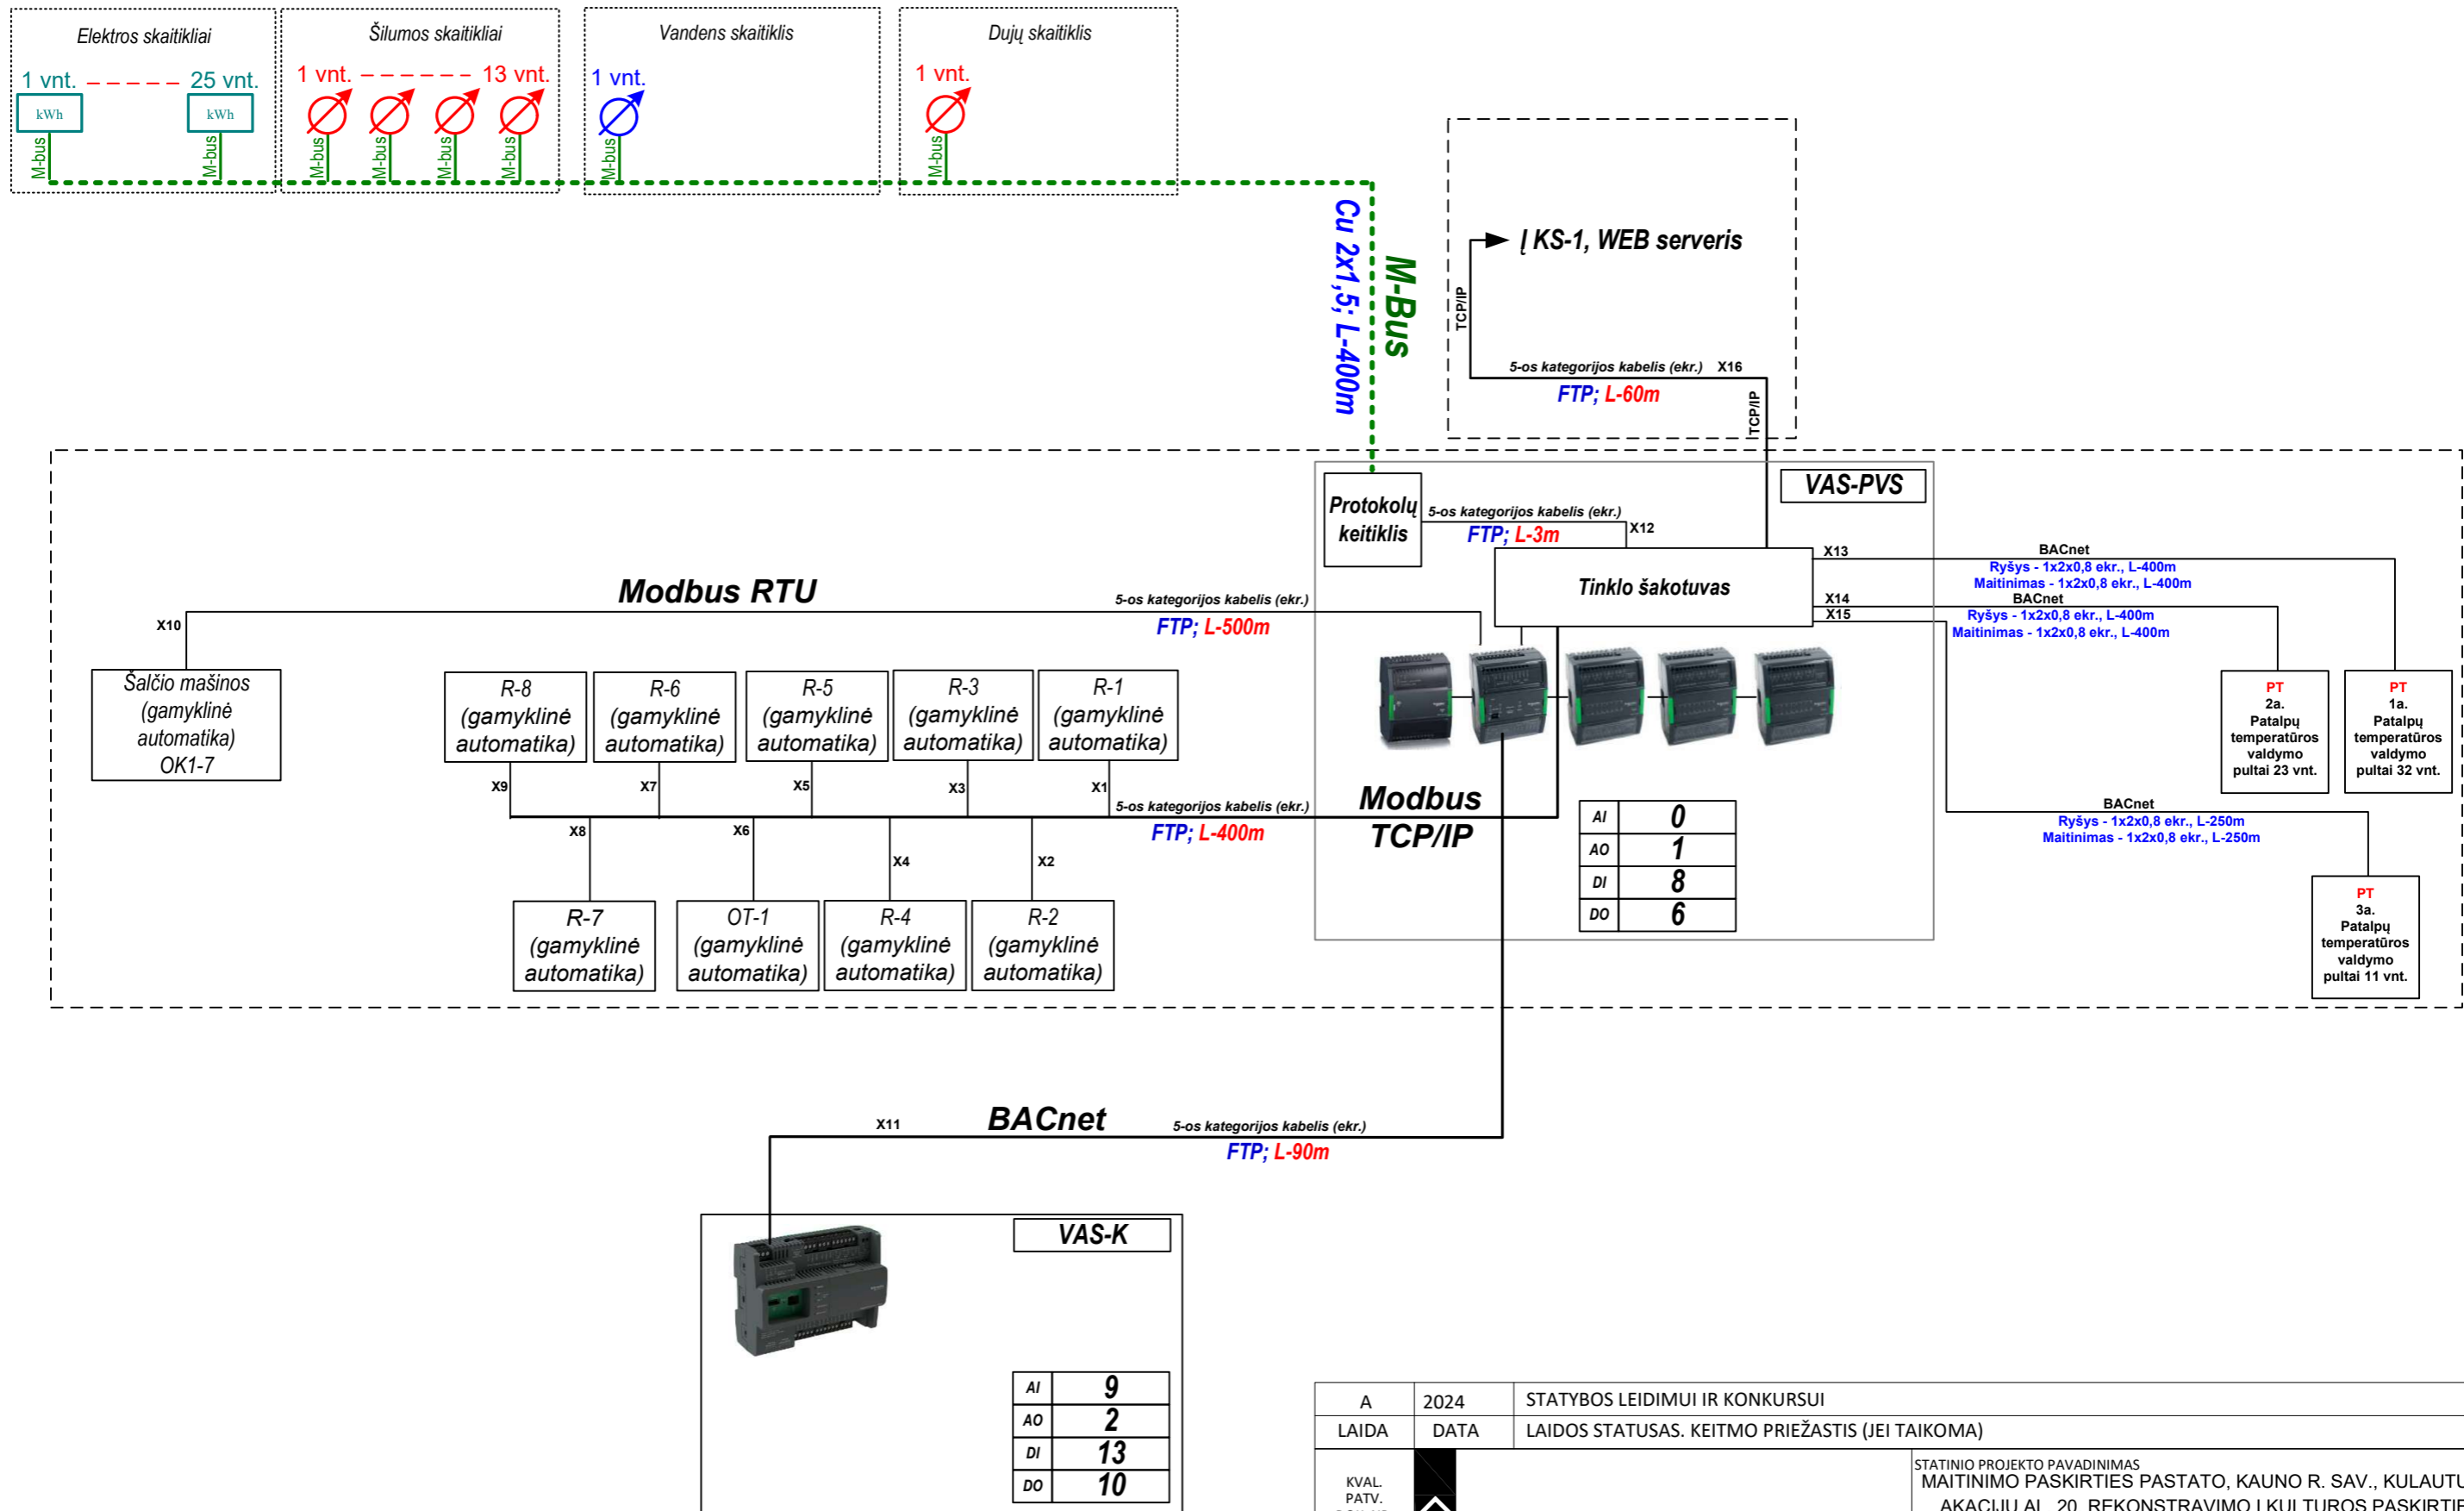 Elektros skaitikliai
Šilumos skaitikliai
Vandens skaitiklis
Dujų skaitiklis
1 vnt.
25 vnt.
1 vnt.
13 vnt.
1 vnt.
1 vnt.
kWh
kWh
M-bus
M-bus
M-bus
M-bus
M-bus
M-bus
M-bus
M-bus
Cu 2x1,5; L-400m
M-Bus
Į KS-1, WEB serveris
TCP/IP
5-os kategorijos kabelis (ekr.) X16
FTP; L-60m
TCP/IP
VAS-PVS
Protokolų
keitiklis
5-os kategorijos kabelis (ekr.)
X12
FTP; L-3m
Tinklo šakotuvas
X13
BACnet
Ryšys - 1x2x0,8 ekr., L-400m
Maitinimas - 1x2x0,8 ekr., L-400m
X14
BACnet
X15
Ryšys - 1x2x0,8 ekr., L-400m
Maitinimas - 1x2x0,8 ekr., L-400m
Modbus RTU
5-os kategorijos kabelis (ekr.)
FTP; L-500m
X10
Šalčio mašinos
(gamyklinė
automatika)
OK1-7
R-8
(gamyklinė
automatika)
R-6
(gamyklinė
automatika)
R-5
(gamyklinė
automatika)
R-3
(gamyklinė
automatika)
R-1
(gamyklinė
automatika)
PT
2a.
Patalpų
temperatūros
valdymo
pultai 23 vnt.
PT
1a.
Patalpų
temperatūros
valdymo
pultai 32 vnt.
X9
X7
X5
X3
X1
5-os kategorijos kabelis (ekr.)
FTP; L-400m
Modbus
TCP/IP
BACnet
Ryšys - 1x2x0,8 ekr., L-250m
Maitinimas - 1x2x0,8 ekr., L-250m
X8
X6
X4
X2
AI 0
AO 1
DI 8
DO 6
R-7
(gamyklinė
automatika)
OT-1
(gamyklinė
automatika)
R-4
(gamyklinė
automatika)
R-2
(gamyklinė
automatika)
PT
3a.
Patalpų
temperatūros
valdymo
pultai 11 vnt.
X11
BACnet
5-os kategorijos kabelis (ekr.)
FTP; L-90m
VAS-K
AI 9
AO 2
DI 13
DO 10
A 2024 STATYBOS LEIDIMUI IR KONKURSUI
LAIDA DATA LAIDOS STATUSAS. KEITMO PRIEŽASTIS (JEI TAIKOMA)
KVAL.
PATV.
STATINIO PROJEKTO PAVADINIMAS
MAITINIMO PASKIRTIES PASTATO, KAUNO R. SAV., KULAUTU